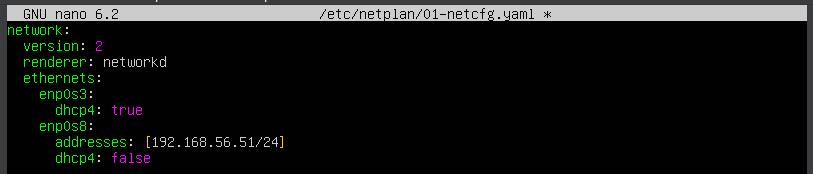 GNU nano 6.2 /etc/netplan/01-netcfg.yaml *
network:
  version: 2
  renderer: networkd
  ethernets:
    enp0s3:
      dhcp4: true
    enp0s8:
      addresses: [192.168.56.51/24]
      dhcp4: false